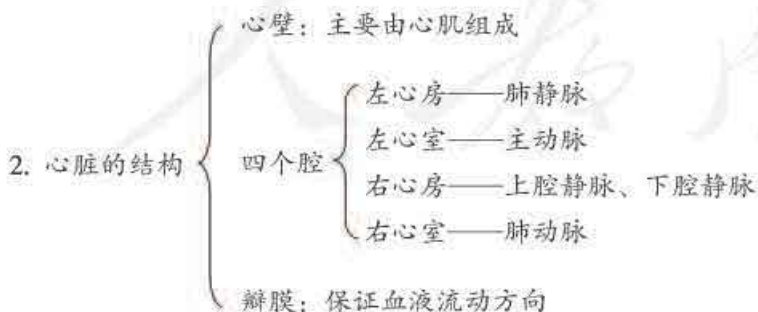 心壁：主要由心肌组成
左心房——肺静脉
左心室——主动脉
2. 心脏的结构
四个腔
右心房——上腔静脉、下腔静脉
右心室——肺动脉
瓣膜：保证血液流动方向